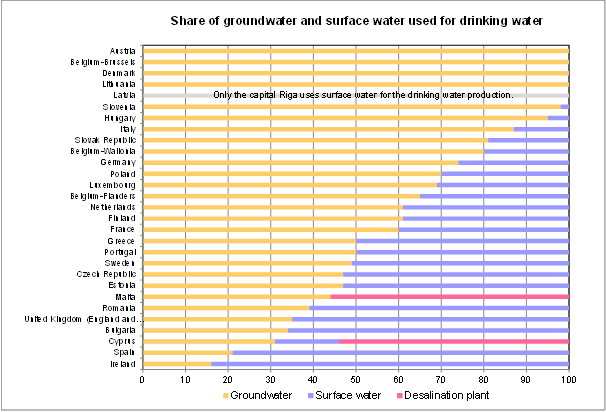 Share of groundwater and surface water used for drinking water
Austria
Belgium-Brussels
Denmark
Lithuania
Latvia
Only the capital Riga uses surface water for the drinking water production.
Slovenia
Hungary
Italy
Slovak Republic
Belgium-Wallonia
Germany
Poland
Luxembourg
Belgium-Flanders
Netherlands
Finland
France
Greece
Portugal
Sweden
Czech Republic
Estonia
Malta
Romania
United Kingdom (England and...
Bulgaria
Cyprus
Spain
Ireland
0 10 20 30 40 50 60 70 80 90 100
Groundwater Surface water Desalination plant